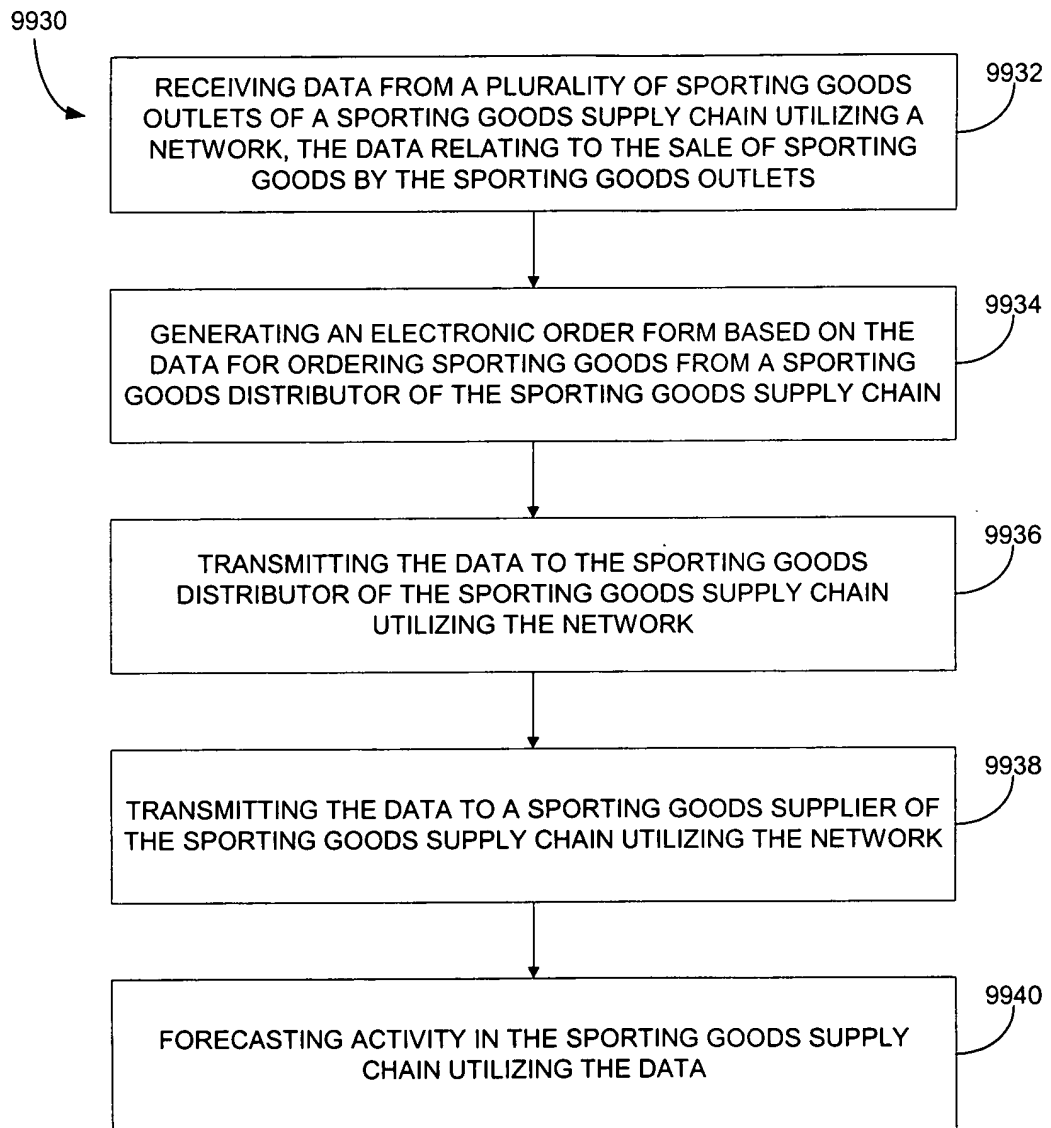 9930
RECEIVING DATA FROM A PLURALITY OF SPORTING GOODS
OUTLETS OF A SPORTING GOODS SUPPLY CHAIN UTILIZING A
NETWORK, THE DATA RELATING TO THE SALE OF SPORTING
GOODS BY THE SPORTING GOODS OUTLETS
9932
GENERATING AN ELECTRONIC ORDER FORM BASED ON THE
DATA FOR ORDERING SPORTING GOODS FROM A SPORTING
GOODS DISTRIBUTOR OF THE SPORTING GOODS SUPPLY CHAIN
9934
TRANSMITTING THE DATA TO THE SPORTING GOODS
DISTRIBUTOR OF THE SPORTING GOODS SUPPLY CHAIN
UTILIZING THE NETWORK
9936
TRANSMITTING THE DATA TO A SPORTING GOODS SUPPLIER OF
THE SPORTING GOODS SUPPLY CHAIN UTILIZING THE NETWORK
9938
FORECASTING ACTIVITY IN THE SPORTING GOODS SUPPLY
CHAIN UTILIZING THE DATA
9940